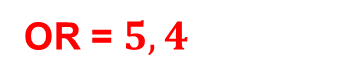 OR = 5, 4